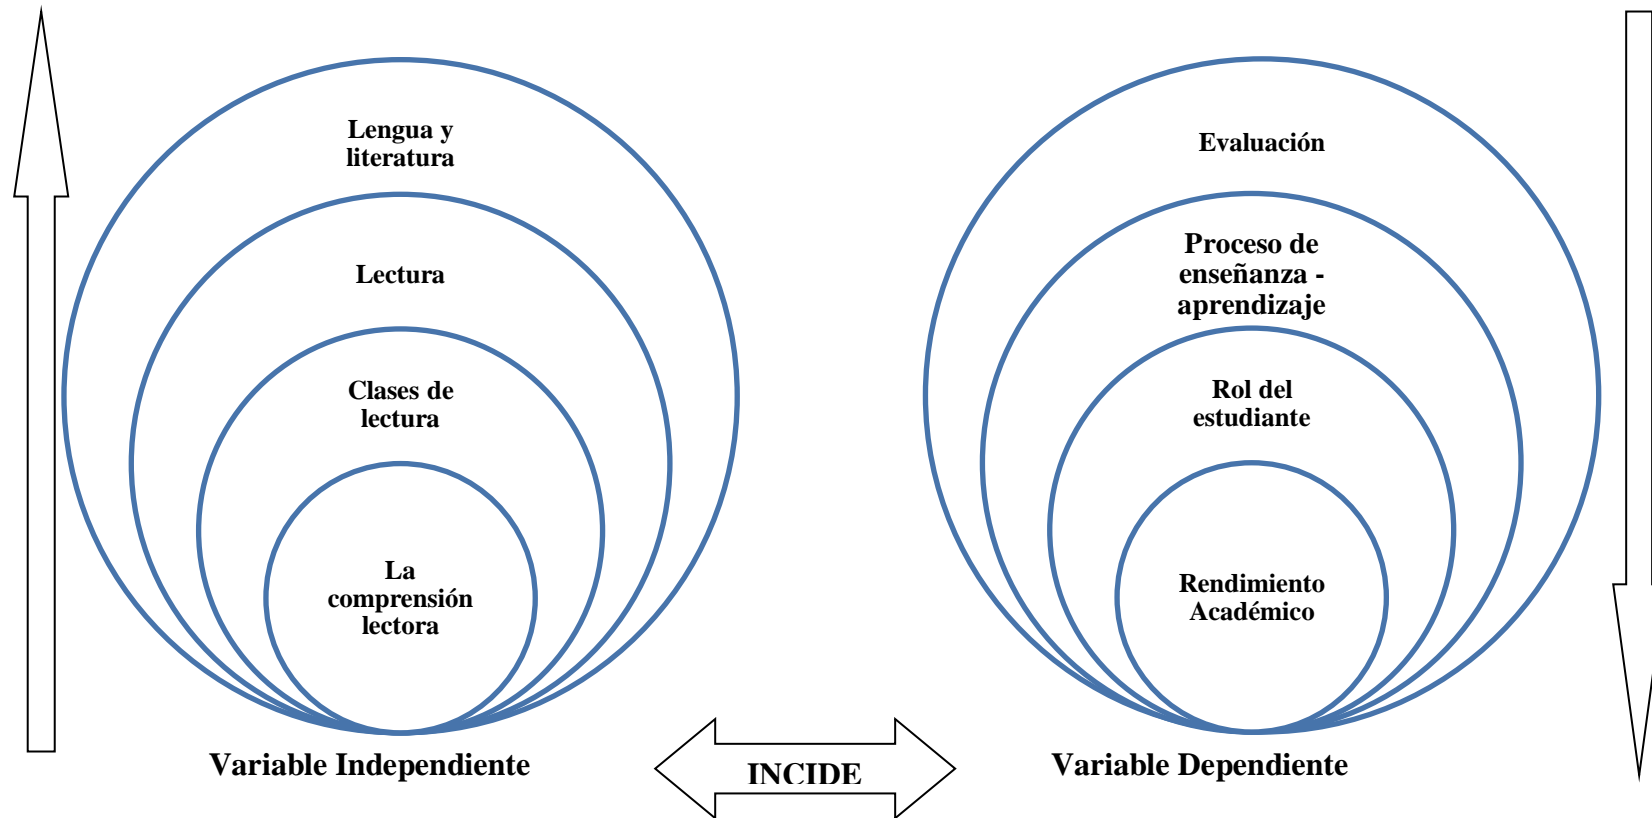 Lengua y
literatura
Lectura
Clases de
lectura
La
comprensión
lectora
Variable Independiente
INCIDE
Evaluación
Proceso de
enseñanza -
aprendizaje
Rol del
estudiante
Rendimiento
Académico
Variable Dependiente